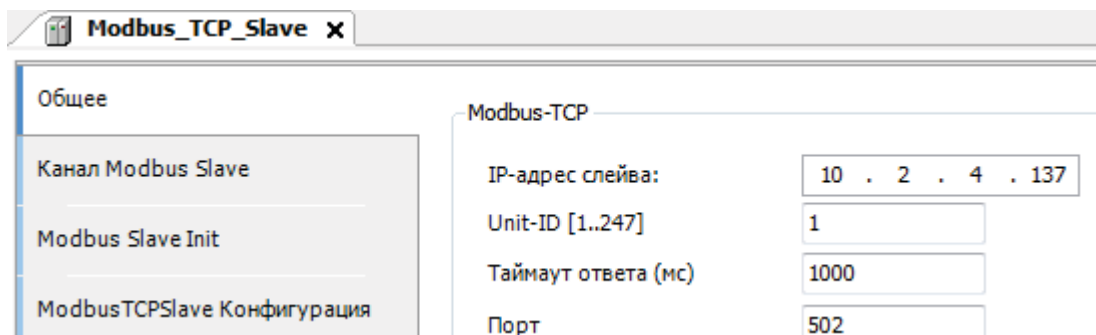 Modbus_TCP_Slave x
Общее
Канал Modbus Slave
Modbus Slave Init
ModbusTCPSlave Конфигурация
Modbus-TCP
IP-адрес слейва: 10 . 2 . 4 . 137
Unit-ID [1..247] 1
Таймаут ответа (мс) 1000
Порт 502